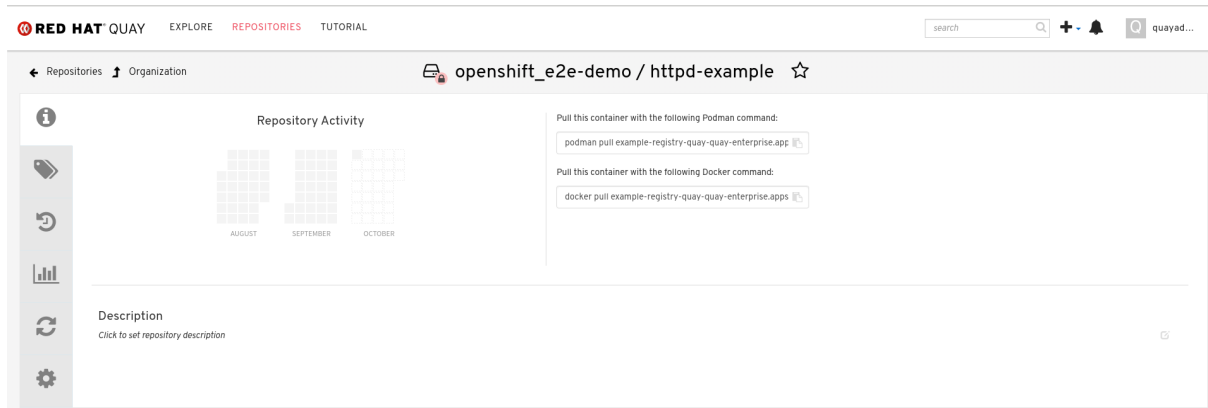 RED HAT QUAY EXPLORE REPOSITORIES TUTORIAL search quayad...
Repositories Organization openshift_e2e-demo / httpd-example
Repository Activity
AUGUST SEPTEMBER OCTOBER
Pull this container with the following Podman command:
podman pull example-registry-quay-quay-enterprise.app
Pull this container with the following Docker command:
docker pull example-registry-quay-quay-enterprise.apps
Description
Click to set repository description